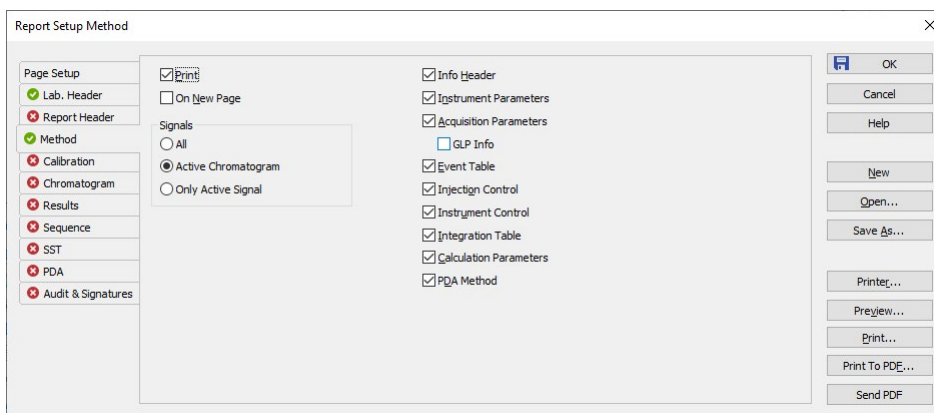 Report Setup Method
Page Setup
Lab. Header
Report Header
Method
Calibration
Chromatogram
Results
Sequence
SST
PDA
Audit & Signatures
Print
On New Page
Signals
All
Active Chromatogram
Only Active Signal
Info Header
Instrument Parameters
Acquisition Parameters
GLP Info
Event Table
Injection Control
Instrument Control
Integration Table
Calculation Parameters
PDA Method
OK
Cancel
Help
New
Open...
Save As...
Printer...
Preview...
Print...
Print To PDF...
Send PDF